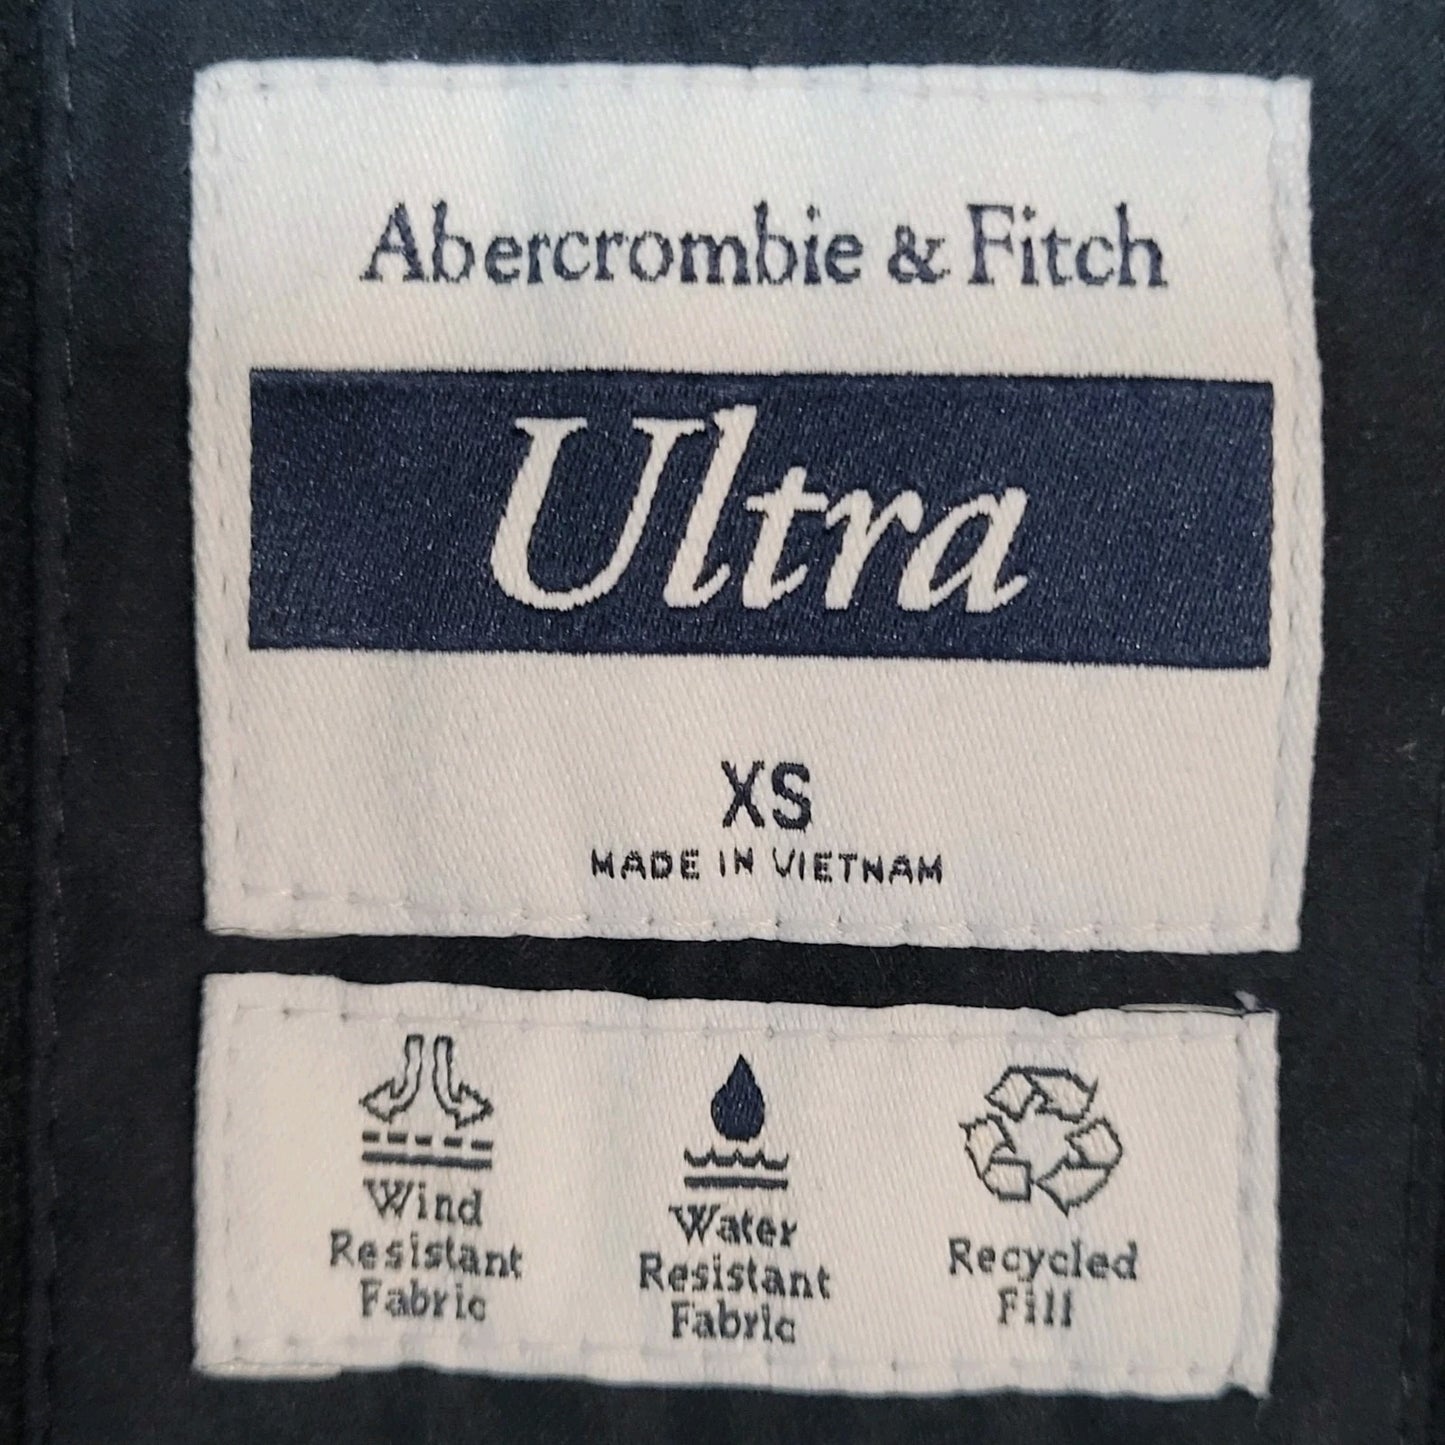 Abercrombie & Fitch
Ultra
XS
MADE IN VIETNAM
Wind
Resistant
Fabric
Water
Resistant
Fabric
Recycled
Fill